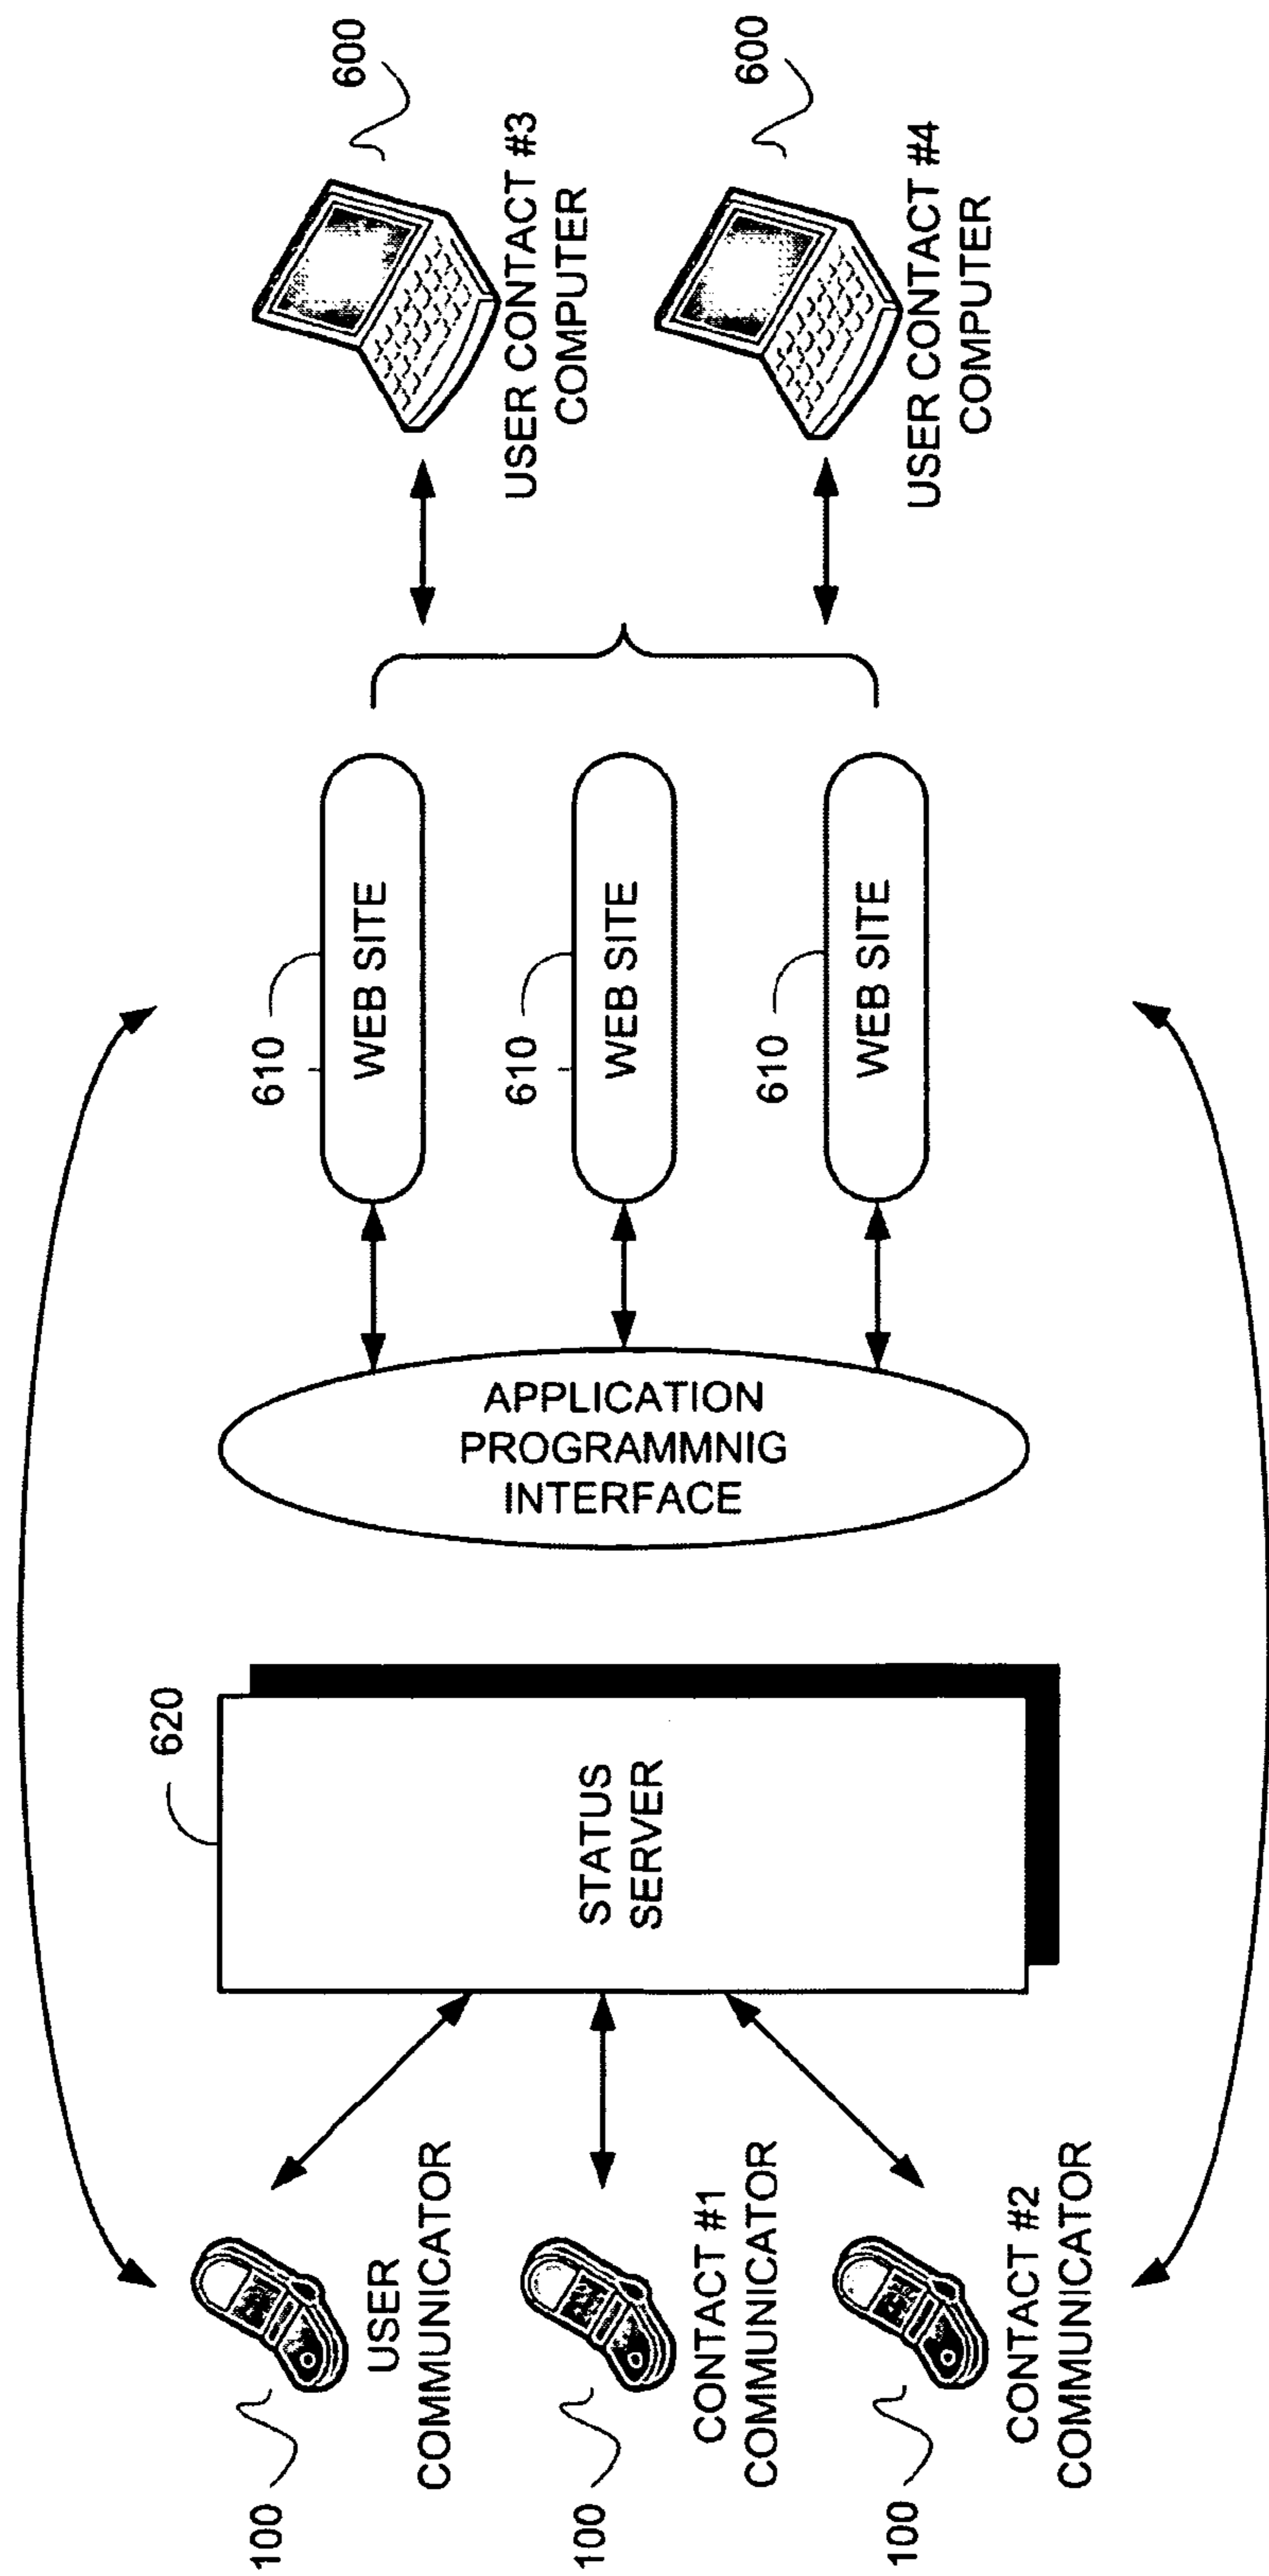 100
USER
COMMUNICATOR
100
CONTACT #1
COMMUNICATOR
100
CONTACT #2
COMMUNICATOR
620
STATUS
SERVER
APPLICATION
PROGRAMMNIG
INTERFACE
610
WEB SITE
610
WEB SITE
610
WEB SITE
600
USER CONTACT #3
COMPUTER
600
USER CONTACT #4
COMPUTER